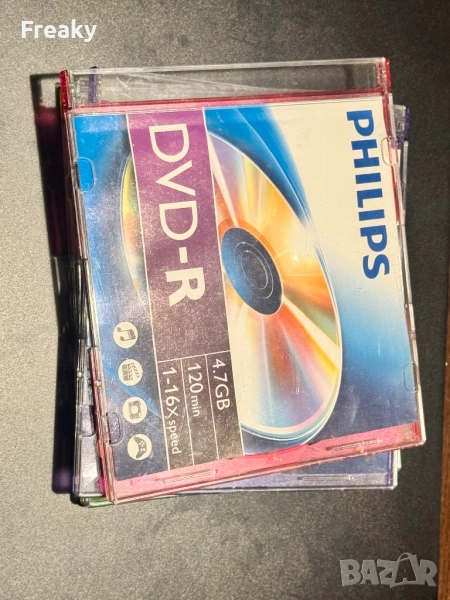 Freaky
PHILIPS
DVD-R
4.7GB
120 min
1-16X speed
BAZAR